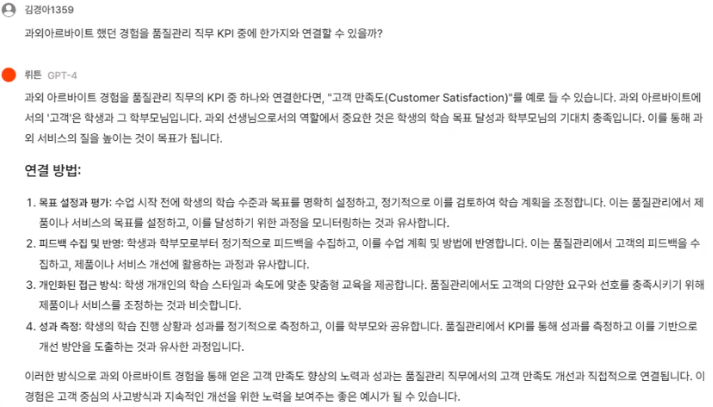 김경아1359
과외아르바이트 했던 경험을 품질관리 직무 KPI 중에 한가지와 연결할 수 있을까?
뤼튼 GPT-4
과외 아르바이트 경험을 품질관리 직무의 KPI 중 하나와 연결한다면, "고객 만족도(Customer Satisfaction)"를 예로 들 수 있습니다. 과외 아르바이트에
서의 '고객'은 학생과 그 학부모님입니다. 과외 선생님으로서의 역할에서 중요한 것은 학생의 학습 목표 달성과 학부모님의 기대치 충족입니다. 이를 통해 과
외 서비스의 질을 높이는 것이 목표가 됩니다.
연결 방법:
1. 목표 설정과 평가: 수업 시작 전에 학생의 학습 수준과 목표를 명확히 설정하고, 정기적으로 이를 검토하여 학습 계획을 조정합니다. 이는 품질관리에서 제
품이나 서비스의 목표를 설정하고, 이를 달성하기 위한 과정을 모니터링하는 것과 유사합니다.
2. 피드백 수집 및 반영: 학생과 학부모로부터 정기적으로 피드백을 수집하고, 이를 수업 계획 및 방법에 반영합니다. 이는 품질관리에서 고객의 피드백을 수
집하고, 제품이나 서비스 개선에 활용하는 과정과 유사합니다.
3. 개인화된 접근 방식: 학생 개개인의 학습 스타일과 속도에 맞춘 맞춤형 교육을 제공합니다. 품질관리에서도 고객의 다양한 요구와 선호를 충족시키기 위해
제품이나 서비스를 조정하는 것과 비슷합니다.
4. 성과 측정: 학생의 학습 진행 상황과 성과를 정기적으로 측정하고, 이를 학부모와 공유합니다. 품질관리에서 KPI를 통해 성과를 측정하고 이를 기반으로
개선 방안을 도출하는 것과 유사한 과정입니다.
이러한 방식으로 과외 아르바이트 경험을 통해 얻은 고객 만족도 향상의 노력과 성과는 품질관리 직무에서의 고객 만족도 개선과 직접적으로 연결됩니다. 이
경험은 고객 중심의 사고방식과 지속적인 개선을 위한 노력을 보여주는 좋은 예시가 될 수 있습니다.